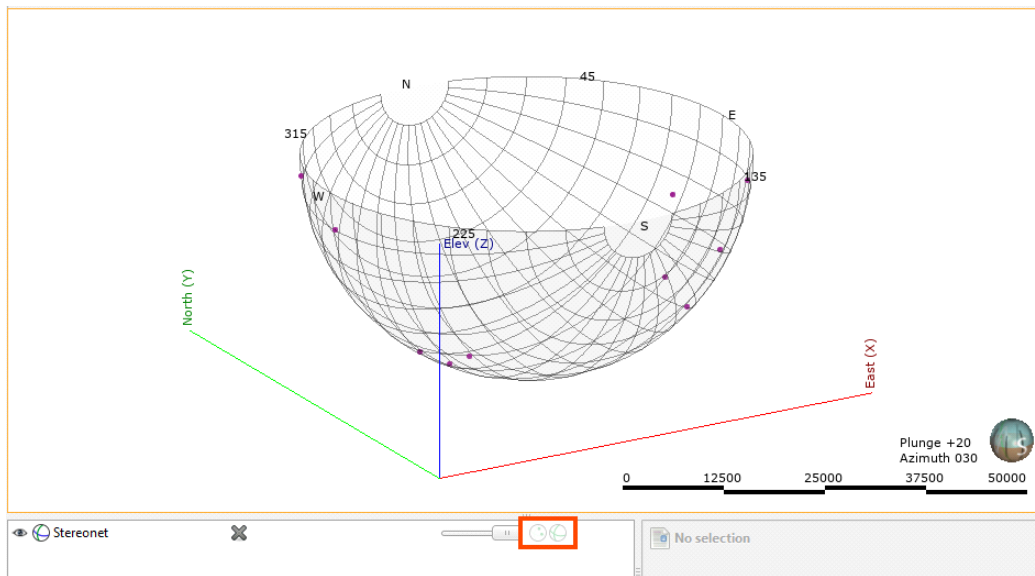 N
45
E
315
135
W
S
225
Elev (Z)
North (Y)
East (X)
Plunge +20
Azimuth 030
S
0 12500 25000 37500 50000
Stereonet
No selection